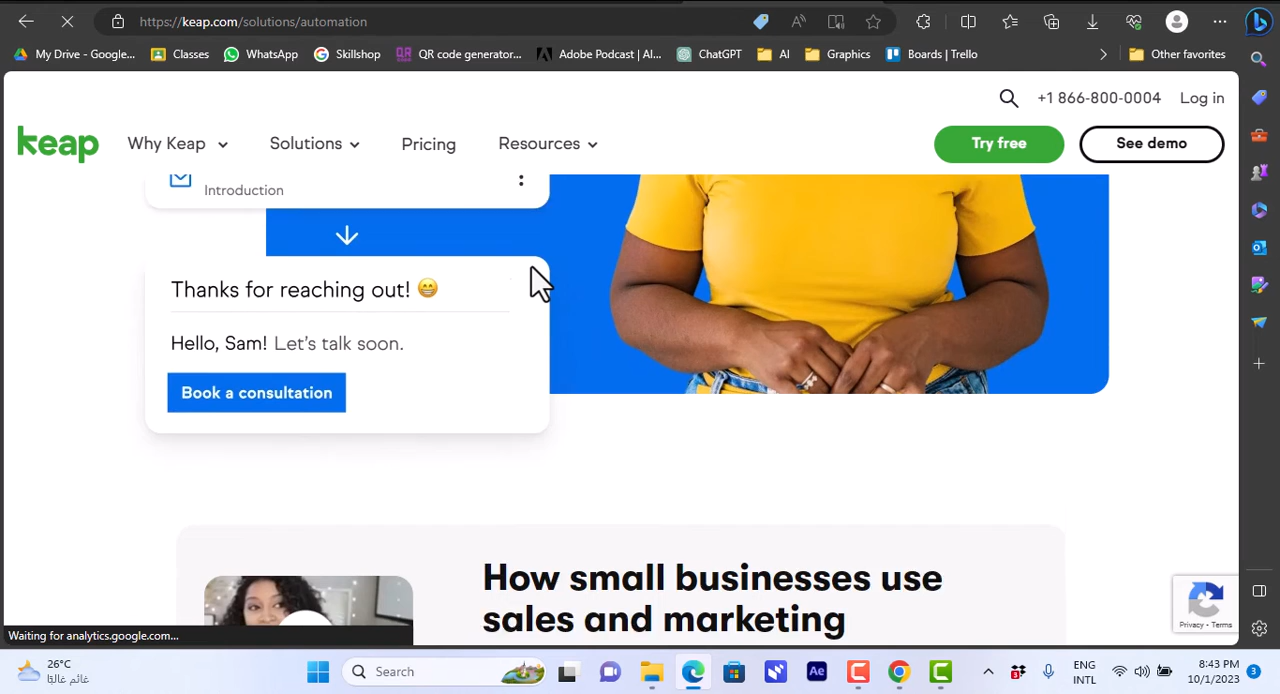 https://keap.com/solutions/automation
My Drive - Google...
Classes
WhatsApp
Skillshop
QR code generator...
Adobe Podcast | Al...
ChatGPT
AI
Graphics
Boards | Trello
Other favorites
+1 866-800-0004
Log in
keap
Why Keap
Solutions
Pricing
Resources
Try free
See demo
Introduction
Thanks for reaching out! 😁
Hello, Sam! Let's talk soon.
Book a consultation
How small businesses use
sales and marketing
Privacy - Terms
Waiting for analytics.google.com...
26°C
غائم غالبًا
Search
Ae
ENG
INTL
8:43 PM
10/1/2023
3